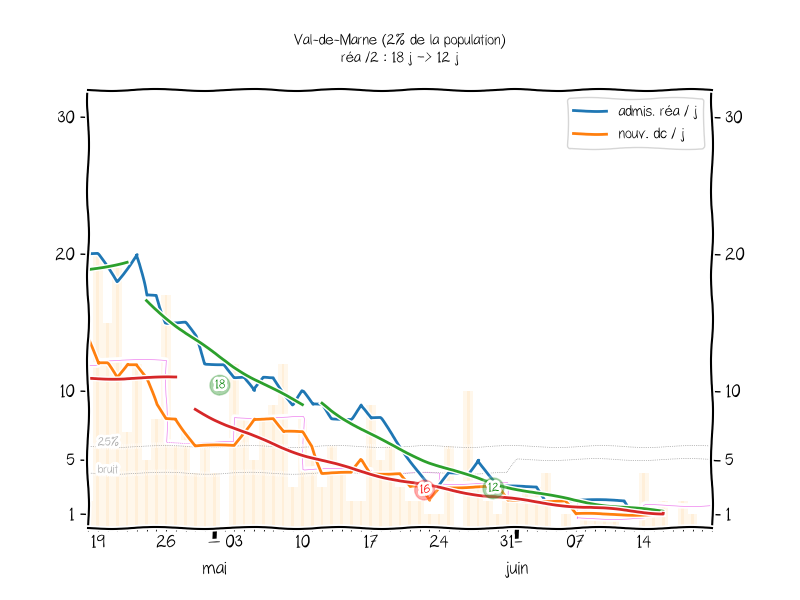 Val-de-Marne (2% de la population)
réa /2 : 18 j -> 12 j
admis. réa / j
nouv. dc / j
30
30
20
20
10
10
5
5
1
1
25%
bruit
18
16
12
19 26 03 10 17 24 31 07 14
mai juin